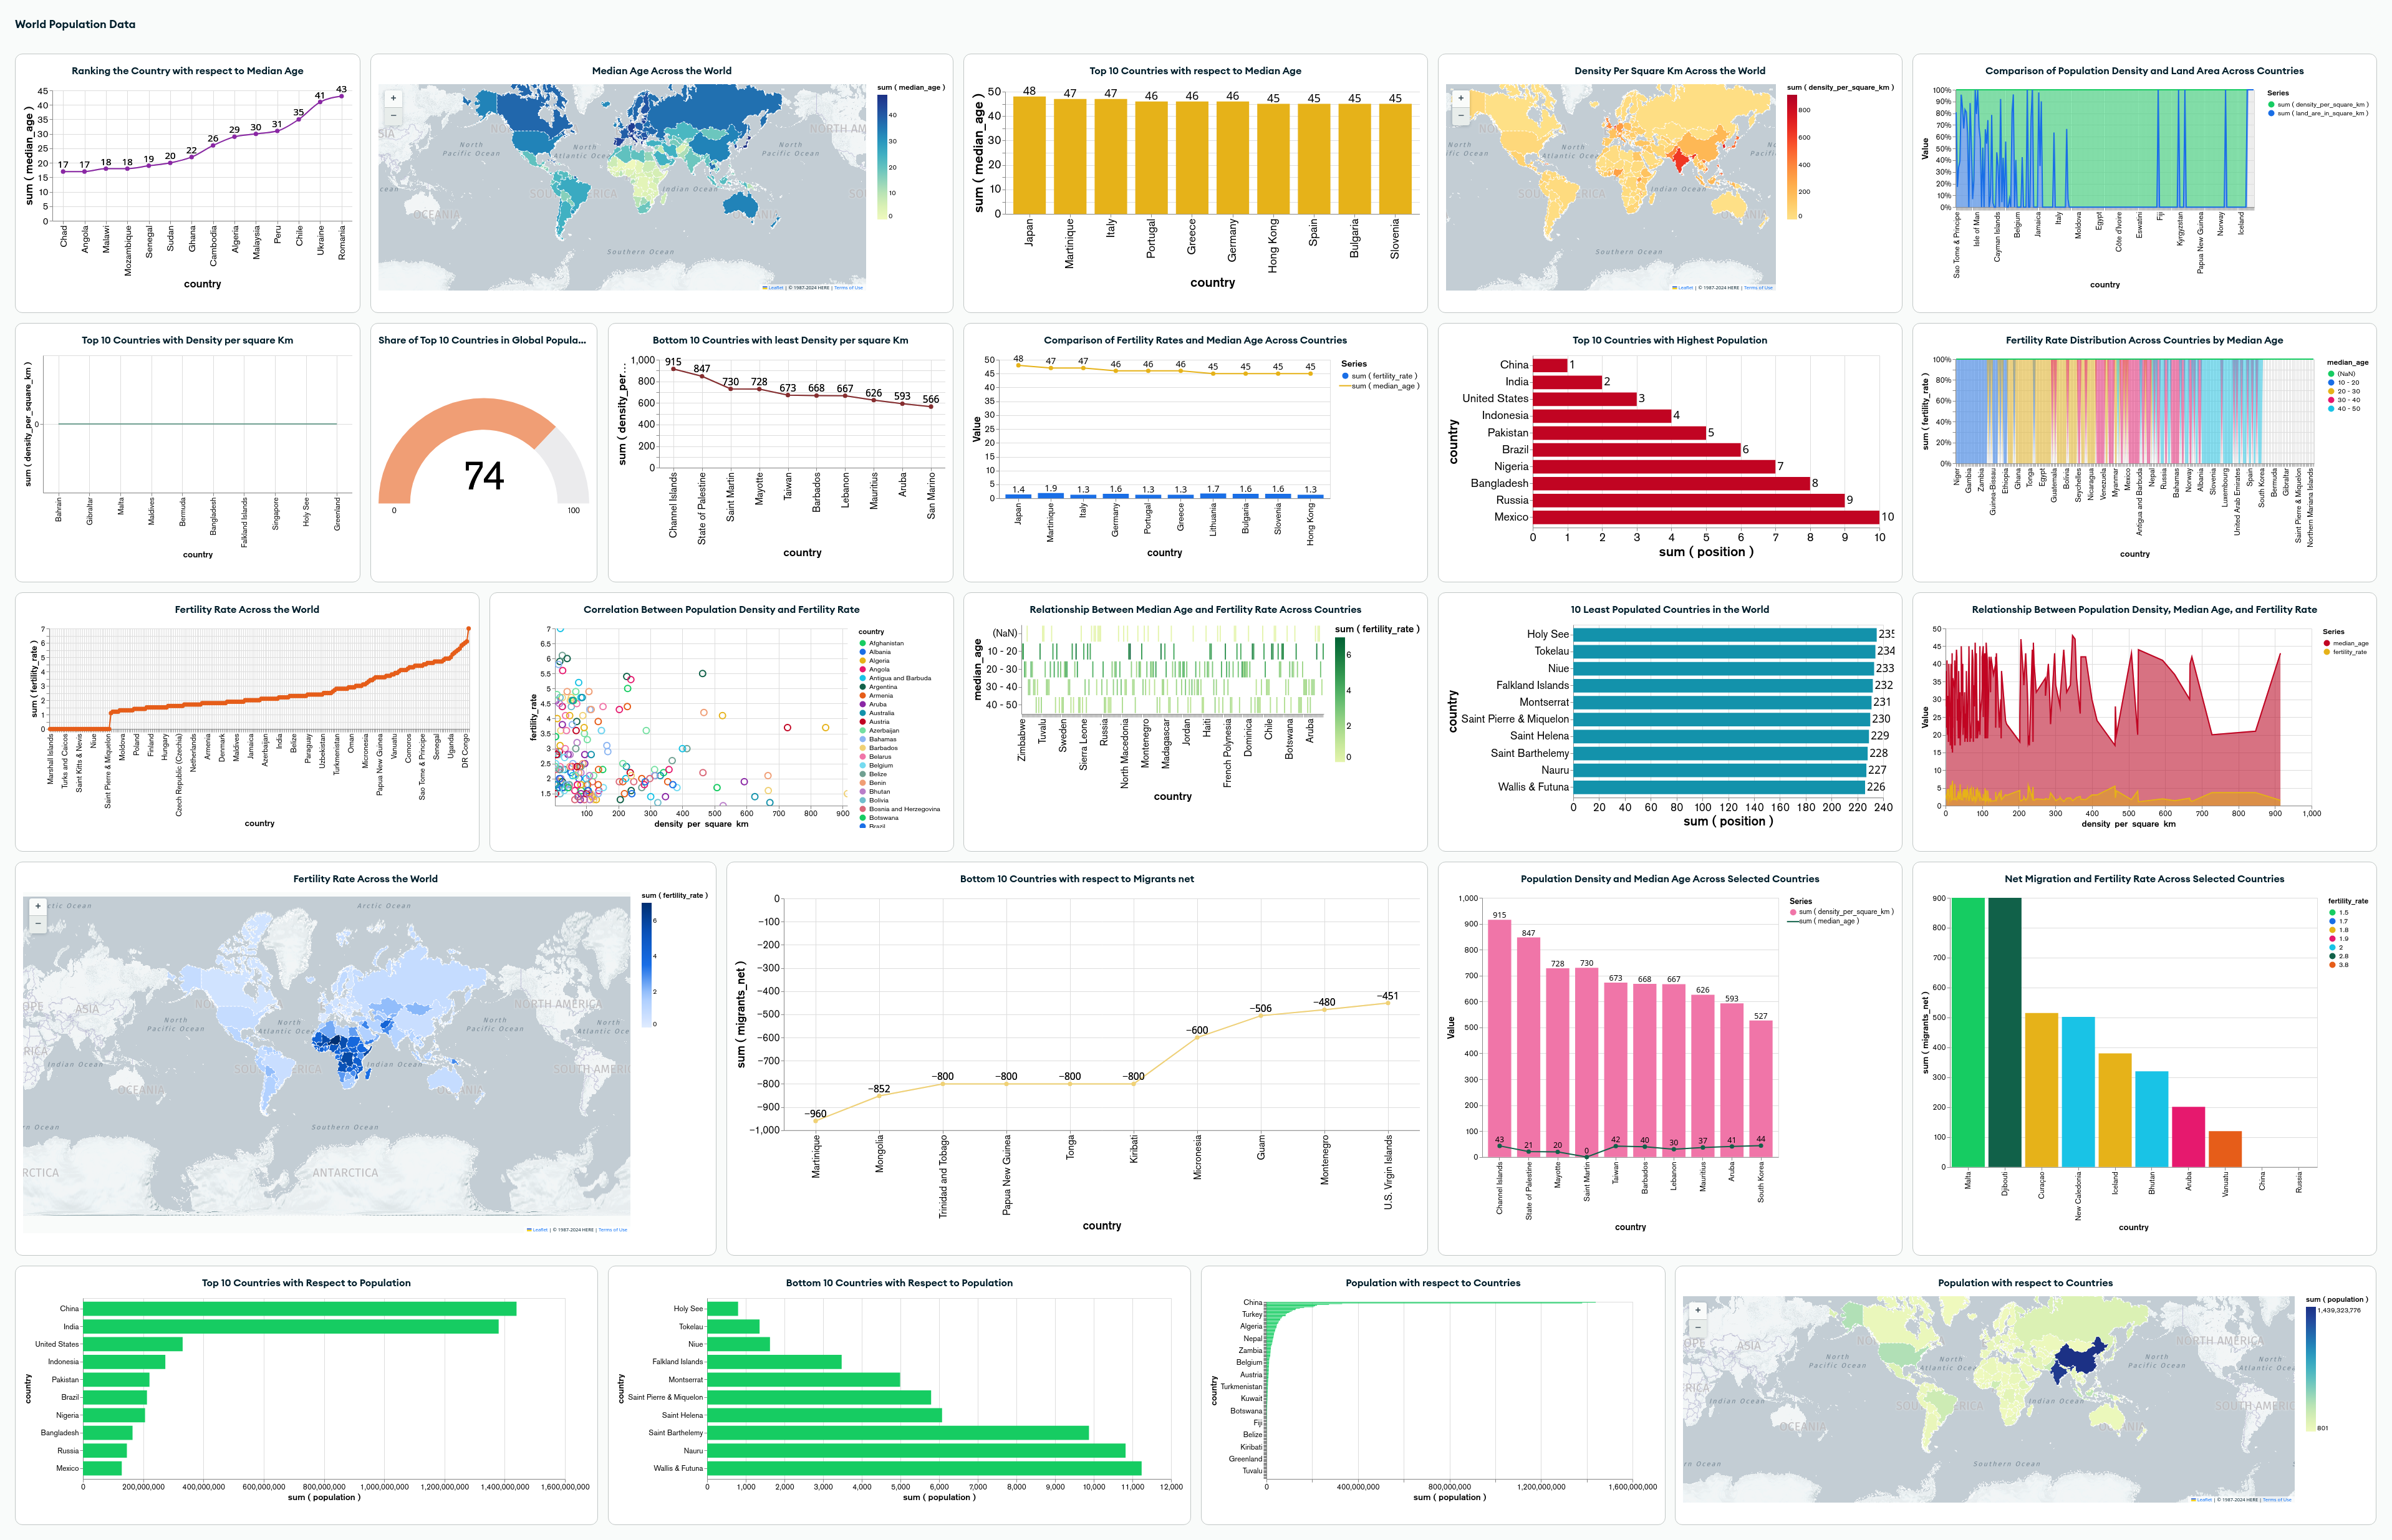 World Population Data
Ranking the Country with respect to Median Age
sum ( median_age )
45
40
35
30
25
20
15
10
5
0
17
17
18
18
19
20
22
26
29
30
31
35
41
43
Chad
Angola
Malawi
Mozambique
Senegal
Sudan
Ghana
Cambodia
Algeria
Malaysia
Peru
Chile
Ukraine
Romania
country
Median Age Across the World
+
−
North Pacific Ocean
North Atlantic Ocean
Indian Ocean
Southern Ocean
OCEANIA
NORTH AM
Leaflet | © 1987-2024 HERE | Terms of Use
sum ( median_age )
40
30
20
10
0
Top 10 Countries with respect to Median Age
sum ( median_age )
50
40
30
20
10
0
48
47
47
46
46
46
45
45
45
45
Japan
Martinique
Italy
Portugal
Greece
Germany
Hong Kong
Spain
Bulgaria
Slovenia
country
Density Per Square Km Across the World
+
−
North Pacific Ocean
North Atlantic Ocean
Indian Ocean
Southern Ocean
Leaflet | © 1987-2024 HERE | Terms of Use
sum ( density_per_square_km )
800
600
400
200
0
Comparison of Population Density and Land Area Across Countries
Value
100%
90%
80%
70%
60%
50%
40%
30%
20%
10%
0%
Sao Tome & Principe
Isle of Man
Cayman Islands
Belgium
Jamaica
Italy
Moldova
Egypt
Côte d'Ivoire
Eswatini
Fiji
Kyrgyzstan
Papua New Guinea
Norway
Iceland
country
Series
sum ( density_per_square_km )
sum ( land_are_in_square_km )
Top 10 Countries with Density per square Km
sum ( density_per_square_km )
0
Bahrain
Gibraltar
Malta
Maldives
Bermuda
Bangladesh
Falkland Islands
Singapore
Holy See
Greenland
country
Share of Top 10 Countries in Global Popula...
74
0
100
Bottom 10 Countries with least Density per square Km
sum ( density_per...
1,000
800
600
400
200
0
915
847
730
728
673
668
667
626
593
566
Channel Islands
State of Palestine
Saint Martin
Mayotte
Taiwan
Barbados
Lebanon
Mauritius
Aruba
San Marino
country
Comparison of Fertility Rates and Median Age Across Countries
Value
50
45
40
35
30
25
20
15
10
5
0
48
47
47
46
46
46
45
45
45
45
1.4
1.9
1.3
1.6
1.3
1.3
1.7
1.6
1.6
1.3
Japan
Martinique
Italy
Germany
Portugal
Greece
Lithuania
Bulgaria
Slovenia
Hong Kong
country
Series
sum ( fertility_rate )
sum ( median_age )
Top 10 Countries with Highest Population
country
China
India
United States
Indonesia
Pakistan
Brazil
Nigeria
Bangladesh
Russia
Mexico
1
2
3
4
5
6
7
8
9
10
0 1 2 3 4 5 6 7 8 9 10
sum ( position )
Fertility Rate Distribution Across Countries by Median Age
sum ( fertility_rate )
100%
80%
60%
40%
20%
0%
Niger
Gambia
Zambia
Guinea-Bissau
Ethiopia
Ghana
Tonga
Egypt
Guatemala
Bolivia
Seychelles
Nicaragua
Venezuela
Myanmar
Mexico
Antigua and Barbuda
Nepal
Russia
Bahamas
Norway
Albania
Slovenia
Luxembourg
United Arab Emirates
Spain
South Korea
Bermuda
Gibraltar
Saint Pierre & Miquelon
Northern Mariana Islands
country
median_age
(NaN)
10 - 20
20 - 30
30 - 40
40 - 50
Fertility Rate Across the World
sum ( fertility_rate )
7
6
5
4
3
2
1
0
Marshall Islands
Turks and Caicos
Saint Kitts & Nevis
Niue
Saint Pierre & Miquelon
Moldova
Poland
Finland
Hungary
Czech Republic (Czechia)
Netherlands
Armenia
Denmark
Maldives
Jamaica
Azerbaijan
India
Belize
Paraguay
Uzbekistan
Turkmenistan
Oman
Micronesia
Papua New Guinea
Vanuatu
Comoros
Sao Tome & Principe
Senegal
Uganda
DR Congo
country
Correlation Between Population Density and Fertility Rate
fertility_rate
7
6.5
6
5.5
5
4.5
4
3.5
3
2.5
2
1.5
100 200 300 400 500 600 700 800 900
density_per_square_km
country
Afghanistan
Albania
Algeria
Angola
Antigua and Barbuda
Argentina
Armenia
Aruba
Australia
Austria
Azerbaijan
Bahamas
Barbados
Belarus
Belgium
Belize
Benin
Bhutan
Bolivia
Bosnia and Herzegovina
Botswana
Brazil
Relationship Between Median Age and Fertility Rate Across Countries
median_age
(NaN)
10 - 20
20 - 30
30 - 40
40 - 50
Zimbabwe
Tuvalu
Sweden
Sierra Leone
Russia
North Macedonia
Montenegro
Madagascar
Jordan
Haiti
French Polynesia
Dominica
Chile
Botswana
Aruba
country
sum ( fertility_rate )
6
4
2
0
10 Least Populated Countries in the World
country
Holy See
Tokelau
Niue
Falkland Islands
Montserrat
Saint Pierre & Miquelon
Saint Helena
Saint Barthelemy
Nauru
Wallis & Futuna
235
234
233
232
231
230
229
228
227
226
0 20 40 60 80 100 120 140 160 180 200 220 240
sum ( position )
Relationship Between Population Density, Median Age, and Fertility Rate
Value
50
45
40
35
30
25
20
15
10
5
0
0 100 200 300 400 500 600 700 800 900 1,000
density_per_square_km
Series
median_age
fertility_rate
Fertility Rate Across the World
+
−
Arctic Ocean
ASIA
NORTH AMERICA
North Pacific Ocean
North Atlantic Ocean
Indian Ocean
OCEANIA
Southern Ocean
ANTARCTICA
Leaflet | © 1987-2024 HERE | Terms of Use
sum ( fertility_rate )
6
4
2
0
Bottom 10 Countries with respect to Migrants net
sum ( migrants_net )
0
−100
−200
−300
−400
−500
−600
−700
−800
−900
−1,000
−960
−852
−800
−800
−800
−800
−600
−506
−480
−451
Martinique
Mongolia
Trinidad and Tobago
Papua New Guinea
Tonga
Kiribati
Micronesia
Guam
Montenegro
U.S. Virgin Islands
country
Population Density and Median Age Across Selected Countries
Value
1,000
900
800
700
600
500
400
300
200
100
0
915
847
728
730
673
668
667
626
593
527
43
21
20
0
42
40
30
37
41
44
Channel Islands
State of Palestine
Mayotte
Saint Martin
Taiwan
Barbados
Lebanon
Mauritius
Aruba
South Korea
country
Series
sum ( density_per_square_km )
sum ( median_age )
Net Migration and Fertility Rate Across Selected Countries
sum ( migrants_net )
900
800
700
600
500
400
300
200
100
0
Malta
Djibouti
Curaçao
New Caledonia
Iceland
Bhutan
Aruba
Vanuatu
China
Russia
country
fertility_rate
1.5
1.7
1.8
1.9
2
2.8
3.8
Top 10 Countries with Respect to Population
country
China
India
United States
Indonesia
Pakistan
Brazil
Nigeria
Bangladesh
Russia
Mexico
0 200,000,000 400,000,000 600,000,000 800,000,000 1,000,000,000 1,200,000,000 1,400,000,000 1,600,000,000
sum ( population )
Bottom 10 Countries with Respect to Population
country
Holy See
Tokelau
Niue
Falkland Islands
Montserrat
Saint Pierre & Miquelon
Saint Helena
Saint Barthelemy
Nauru
Wallis & Futuna
0 1,000 2,000 3,000 4,000 5,000 6,000 7,000 8,000 9,000 10,000 11,000 12,000
sum ( population )
Population with respect to Countries
country
China
Turkey
Algeria
Nepal
Zambia
Belgium
Austria
Turkmenistan
Kuwait
Botswana
Fiji
Belize
Kiribati
Greenland
Tuvalu
0 400,000,000 800,000,000 1,200,000,000 1,600,000,000
sum ( population )
Population with respect to Countries
+
−
ASIA
NORTH AMERICA
North Pacific Ocean
North Atlantic Ocean
Indian Ocean
OCEANIA
SOUTH AMERIC
Southern Ocean
Leaflet | © 1987-2024 HERE | Terms of Use
sum ( population )
1,439,323,776
801